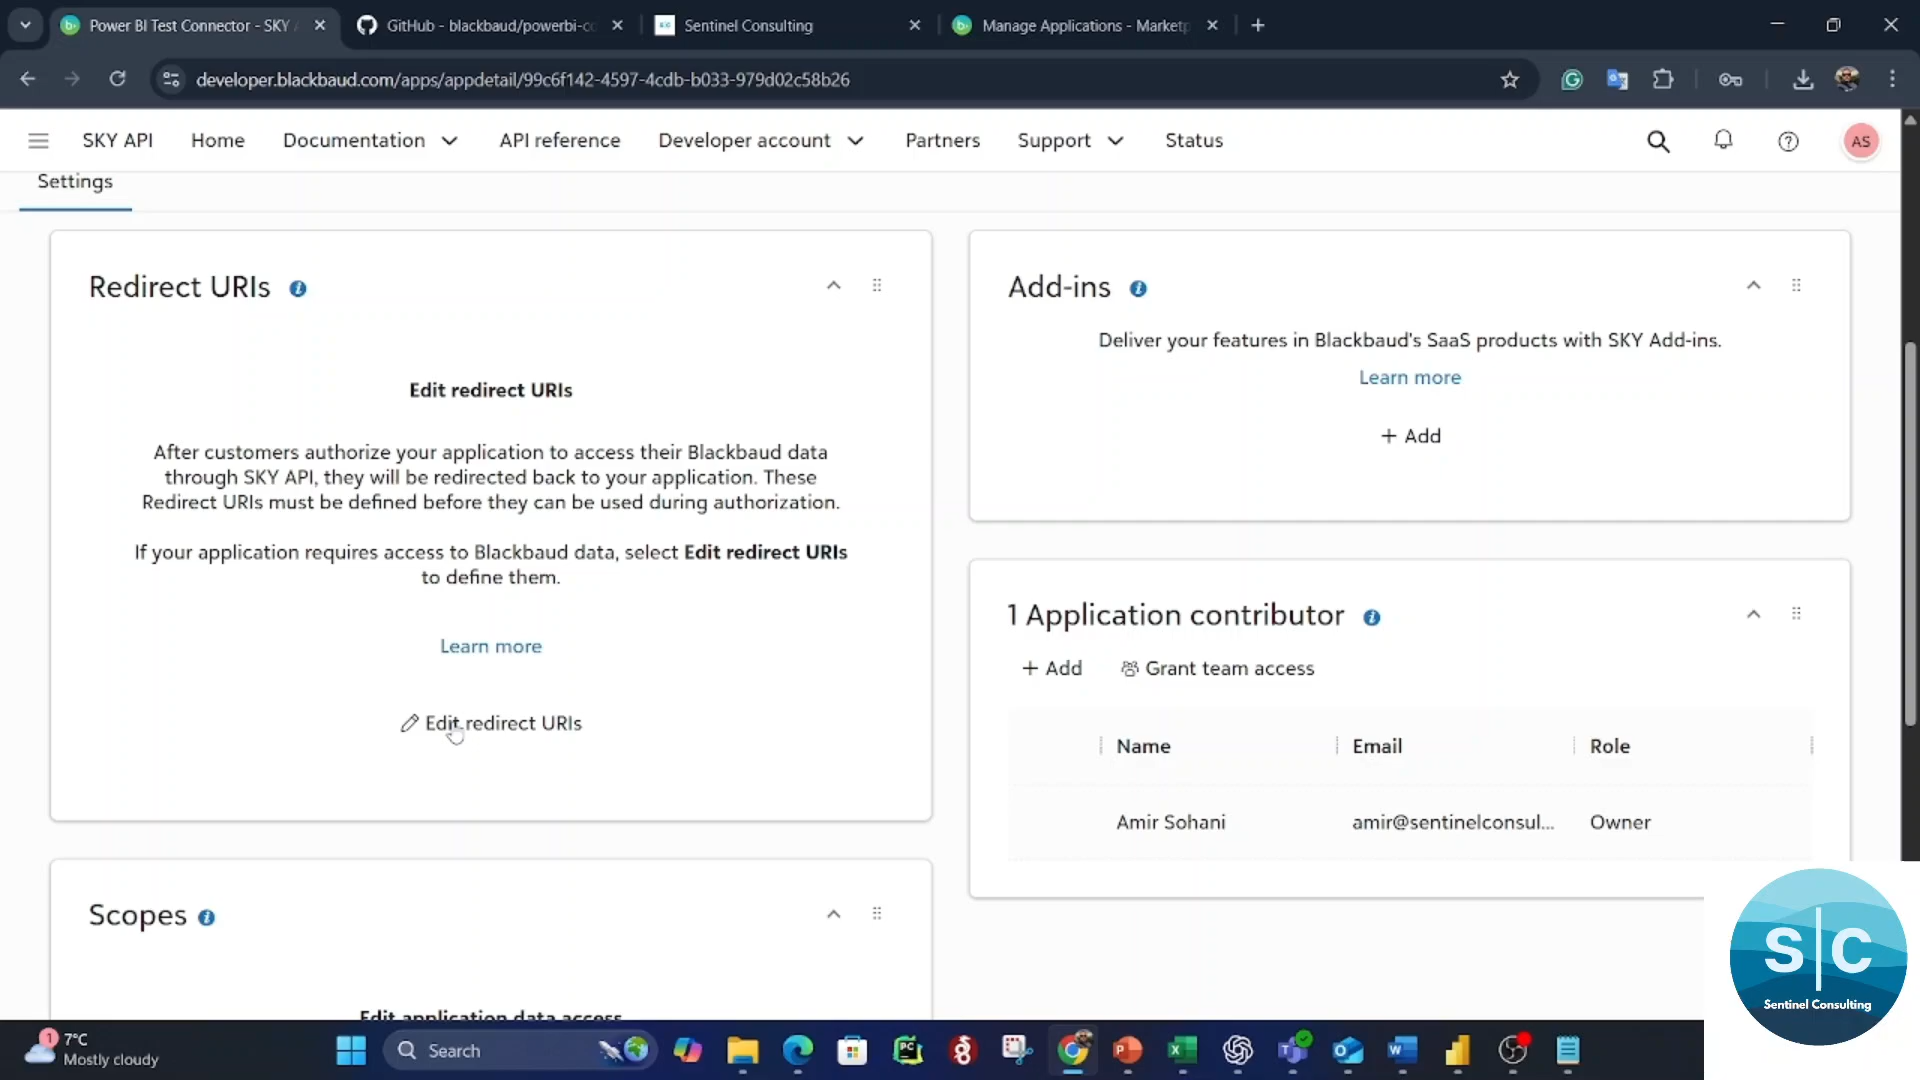 Power BI Test Connector - SKY A
GitHub - blackbaud/powerbi-co
Sentinel Consulting
Manage Applications - Marketp
developer.blackbaud.com/apps/appdetail/99c6f142-4597-4cdb-b033-979d02c58b26
SKY API
Home
Documentation
API reference
Developer account
Partners
Support
Status
AS
Settings
Redirect URIs
Edit redirect URIs
After customers authorize your application to access their Blackbaud data
through SKY API, they will be redirected back to your application. These
Redirect URIs must be defined before they can be used during authorization.
If your application requires access to Blackbaud data, select Edit redirect URIs
to define them.
Learn more
Edit redirect URIs
Scopes
Edit application data access
Add-ins
Deliver your features in Blackbaud's SaaS products with SKY Add-ins.
Learn more
+ Add
1 Application contributor
+ Add
Grant team access
Name
Email
Role
Amir Sohani
amir@sentinelconsul...
Owner
S|C
Sentinel Consulting
1
7°C
Mostly cloudy
Search